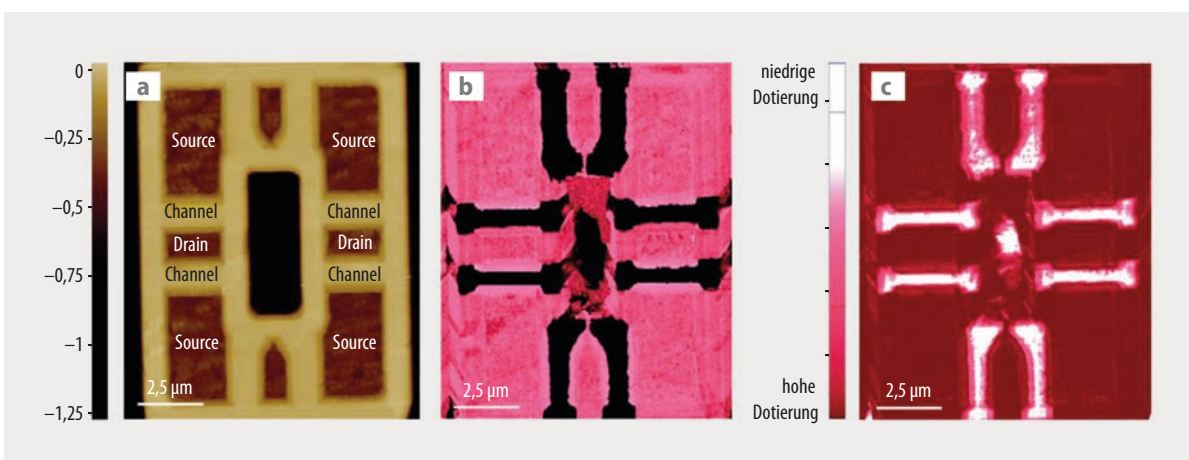 0
−0,25
−0,5
−0,75
−1
−1,25
a
Source
Source
Channel
Channel
Drain
Drain
Channel
Channel
Source
Source
2,5 µm
b
2,5 µm
niedrige
Dotierung
hohe
Dotierung
c
2,5 µm